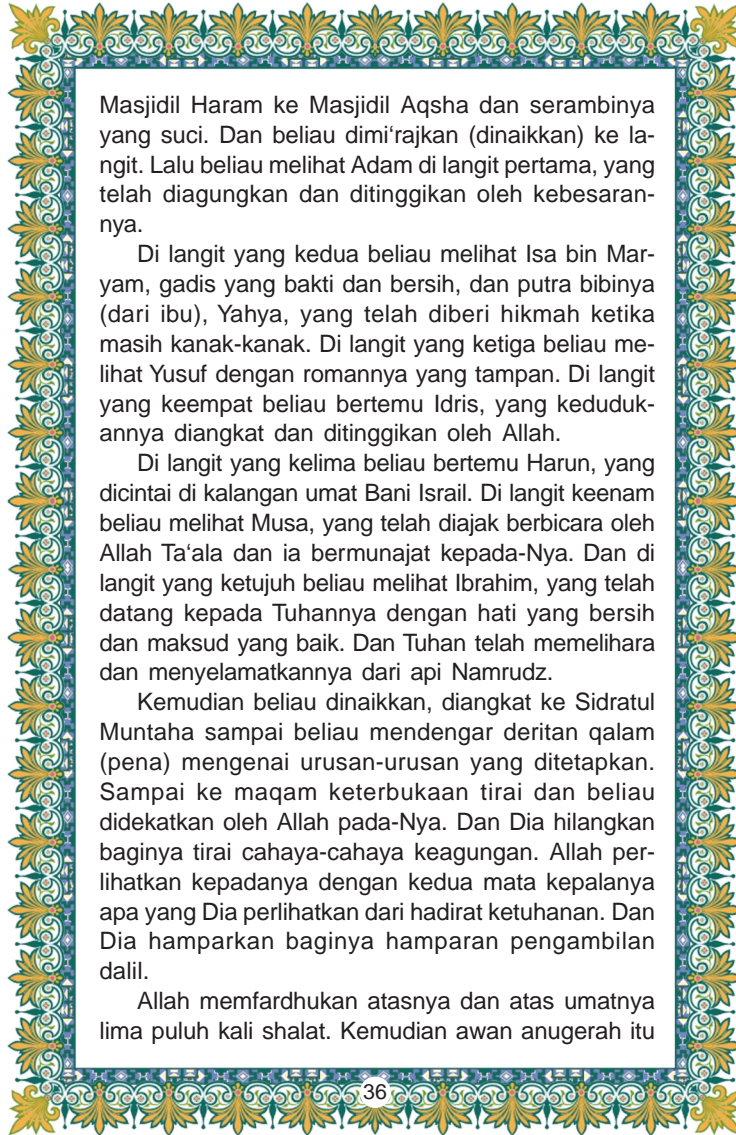 Masjidil Haram ke Masjidil Aqsha dan serambinya
yang suci. Dan beliau dimi‘rajkan (dinaikkan) ke la-
ngit. Lalu beliau melihat Adam di langit pertama, yang
telah diagungkan dan ditinggikan oleh kebesaran-
nya.
Di langit yang kedua beliau melihat Isa bin Mar-
yam, gadis yang bakti dan bersih, dan putra bibinya
(dari ibu), Yahya, yang telah diberi hikmah ketika
masih kanak-kanak. Di langit yang ketiga beliau me-
lihat Yusuf dengan romannya yang tampan. Di langit
yang keempat beliau bertemu Idris, yang keduduk-
annya diangkat dan ditinggikan oleh Allah.
Di langit yang kelima beliau bertemu Harun, yang
dicintai di kalangan umat Bani Israil. Di langit keenam
beliau melihat Musa, yang telah diajak berbicara oleh
Allah Ta‘ala dan ia bermunajat kepada-Nya. Dan di
langit yang ketujuh beliau melihat Ibrahim, yang telah
datang kepada Tuhannya dengan hati yang bersih
dan maksud yang baik. Dan Tuhan telah memelihara
dan menyelamatkannya dari api Namrudz.
Kemudian beliau dinaikkan, diangkat ke Sidratul
Muntaha sampai beliau mendengar deritan qalam
(pena) mengenai urusan-urusan yang ditetapkan.
Sampai ke maqam keterbukaan tirai dan beliau
didekatkan oleh Allah pada-Nya. Dan Dia hilangkan
baginya tirai cahaya-cahaya keagungan. Allah per-
lihatkan kepadanya dengan kedua mata kepalanya
apa yang Dia perlihatkan dari hadirat ketuhanan. Dan
Dia hamparkan baginya hamparan pengambilan
dalil.
Allah memfardhukan atasnya dan atas umatnya
lima puluh kali shalat. Kemudian awan anugerah itu
36